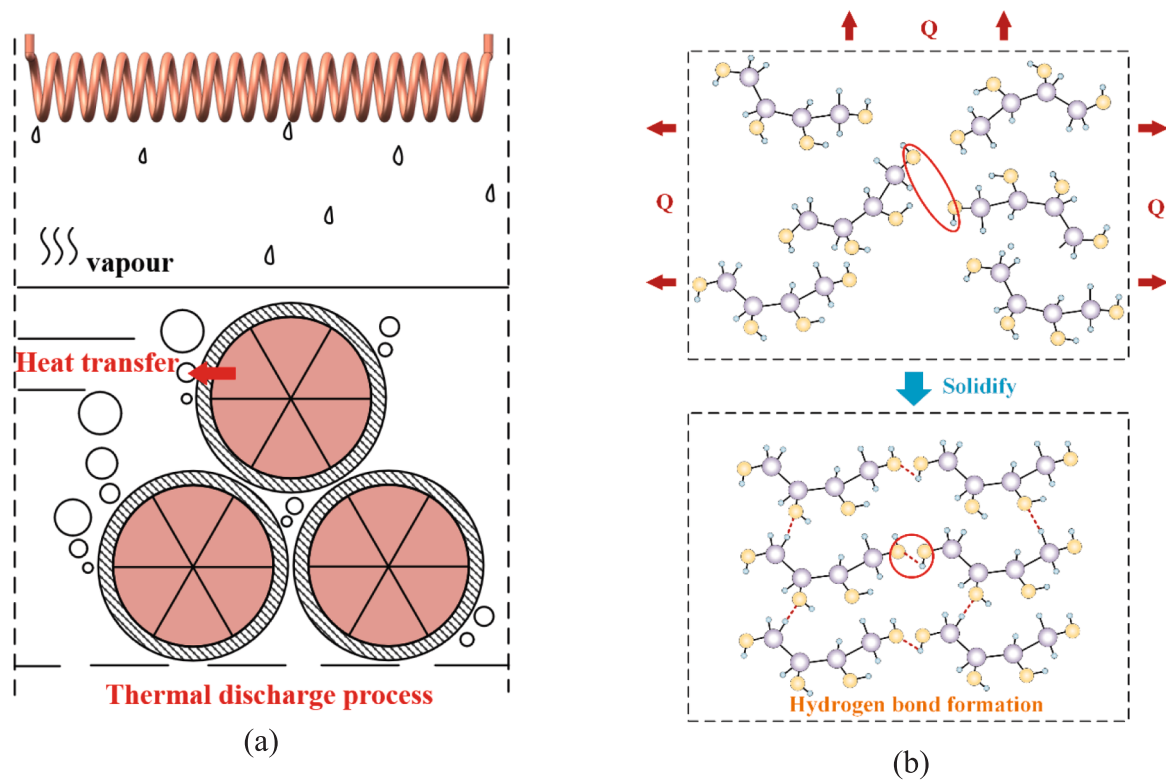 vapour
Heat transfer
Thermal discharge process
(a)
Q
Q
Q
Solidify
Hydrogen bond formation
(b)